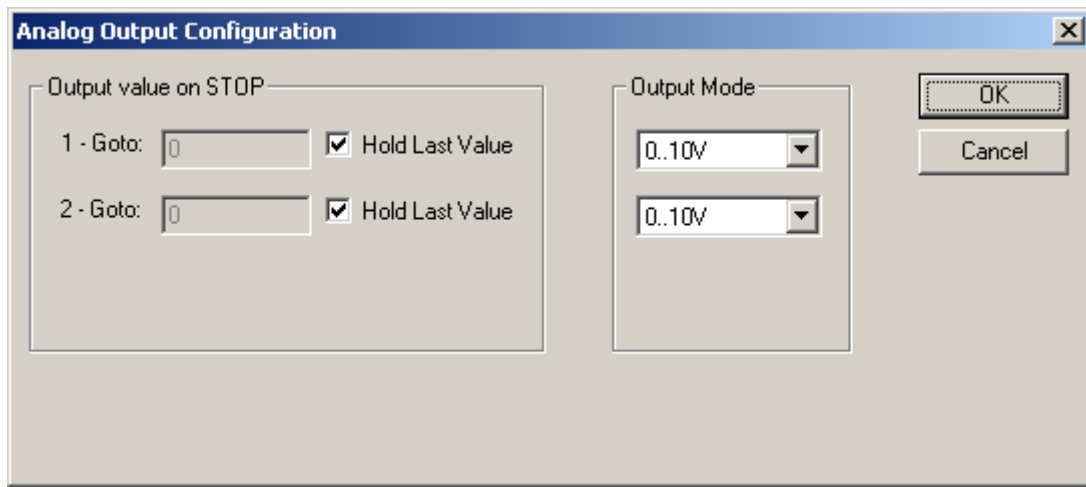 Analog Output Configuration
Output value on STOP
1 - Goto: 0 Hold Last Value
2 - Goto: 0 Hold Last Value
Output Mode
0..10V
0..10V
OK
Cancel